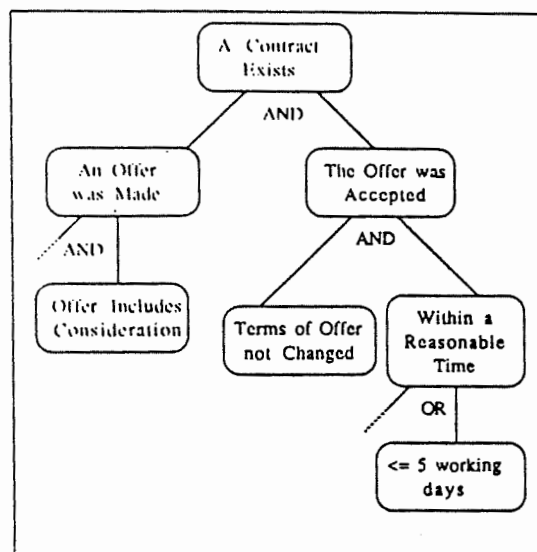 A Contract
Exists
AND
An Offer
was Made
The Offer was
Accepted
AND
AND
Offer Includes
Consideration
Terms of Offer
not Changed
Within a
Reasonable
Time
OR
<= 5 working
days